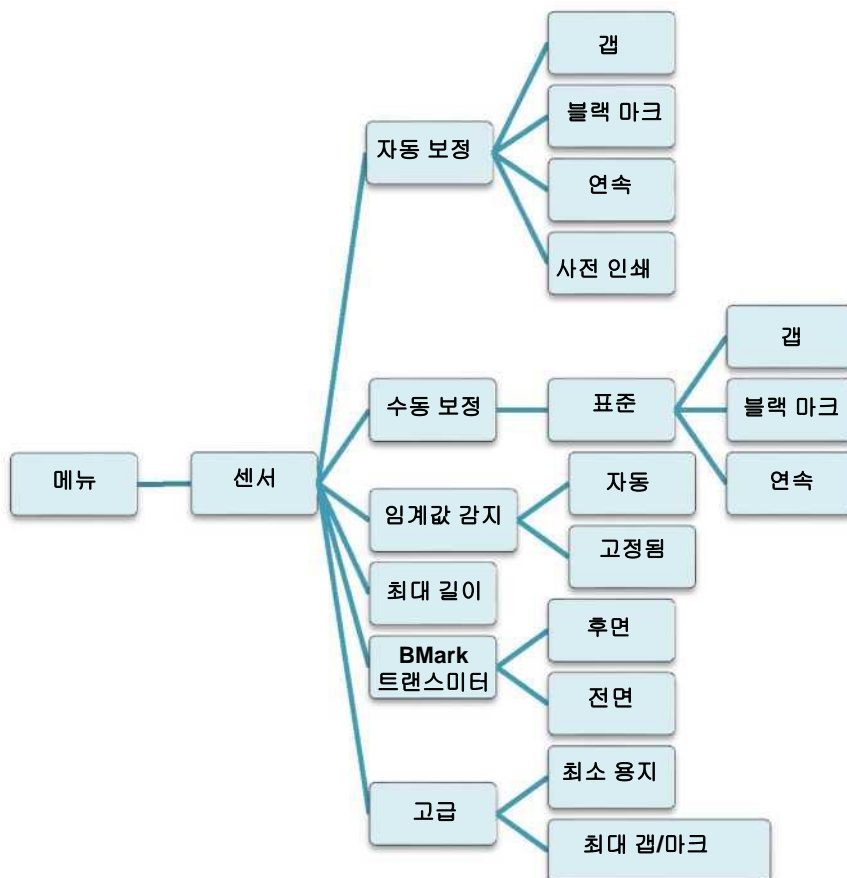 메뉴
센서
자동 보정
갭
블랙 마크
연속
사전 인쇄
수동 보정
표준
갭
블랙 마크
연속
임계값 감지
자동
고정됨
최대 길이
BMark
트랜스미터
후면
전면
고급
최소 용지
최대 갭/마크